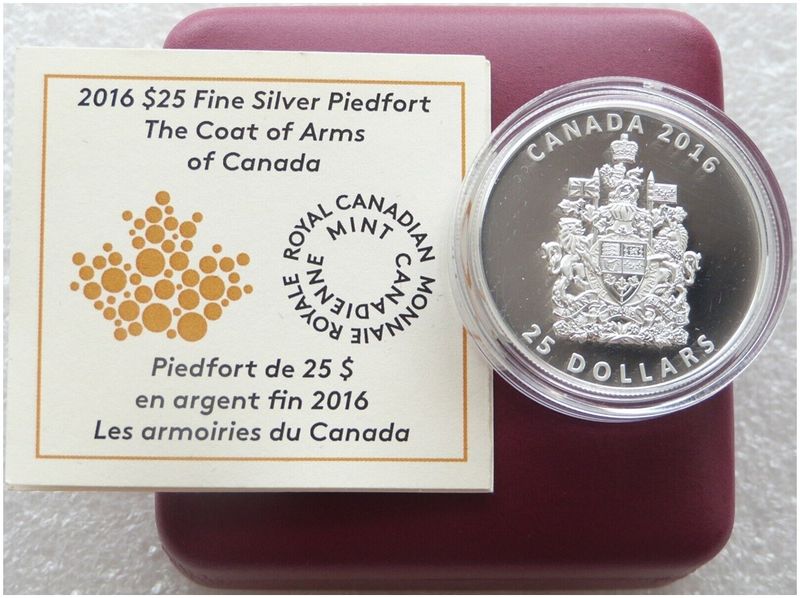 2016 $25 Fine Silver Piedfort
The Coat of Arms
of Canada
ROYAL CANADIAN MINT
MONNAIE ROYALE CANADIENNE
Piedfort de 25 $
en argent fin 2016
Les armoiries du Canada
CANADA 2016
25 DOLLARS